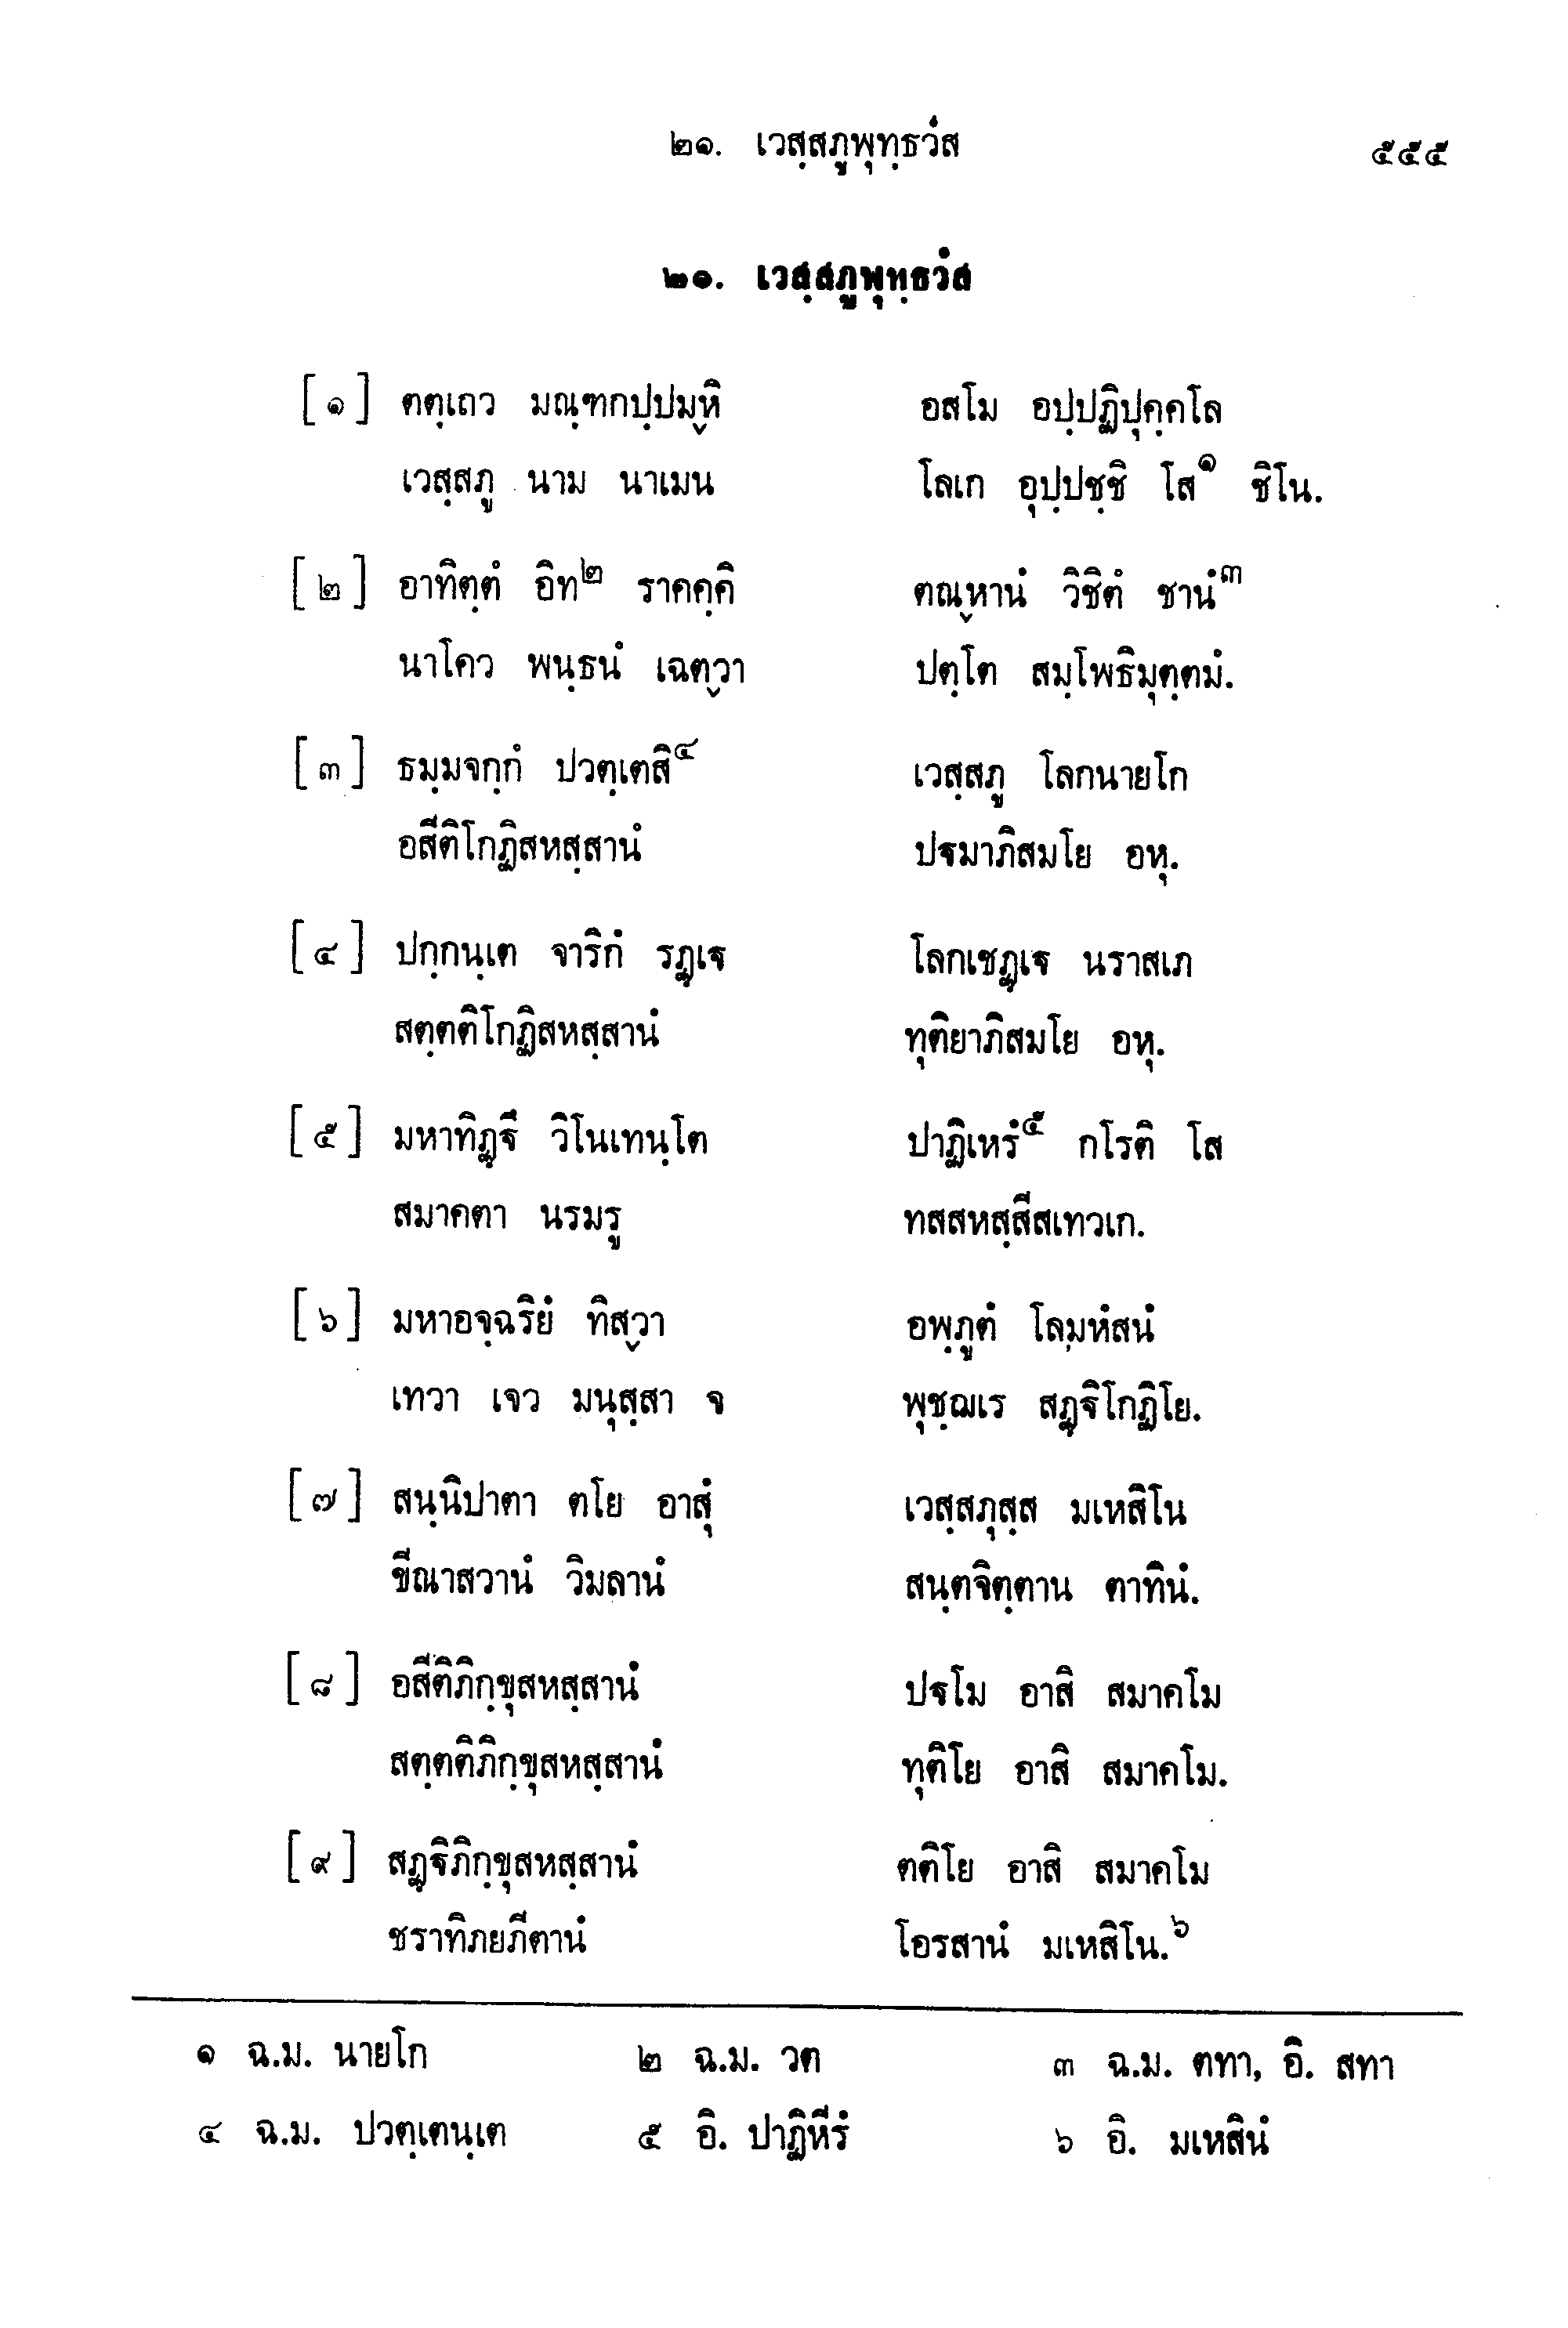 ๒๑. เวสฺสภูพุทฺธวํส ๕๕๕
๒๑. เวสฺสภูพุทฺธวํส
[๑] ตตฺเถว มณฺฑกปฺปมฺหิ อสโม อปฺปฏิปุคฺคโล
เวสฺสภู นาม นาเมน โลเก อุปฺปชฺชิ โส๑ ชิโน.
[๒] อาทิตฺตํ อิท๒ ราคคฺคิ ตณฺหานํ วิชิตํ ชานํ๓
นาโคว พนฺธนํ เฉตฺวา ปตฺโต สมฺโพธิมุตฺตมํ.
[๓] ธมฺมจกฺกํ ปวตฺเตสิ๔ เวสฺสภู โลกนายโก
อสีติโกฏิสหสฺสานํ ปฐมาภิสมโย อหุ.
[๔] ปกฺกนฺเต จาริกํ รฏฺเฐ โลกเชฏฺเฐ นราสเภ
สตฺตติโกฏิสหสฺสานํ ทุติยาภิสมโย อหุ.
[๕] มหาทิฏฺฐึ วิโนเทนฺโต ปาฏิเหรํ๕ กโรติ โส
สมาคตา นรมรู ทสสหสฺสีสเทวเก.
[๖] มหาอจฺฉริยํ ทิสฺวา อพฺภูตํ โลมฺหํสนํ
เทวา เจว มนุสฺสา จ พุชฺฌเร สฏฺฐิโกฏิโย.
[๗] สนฺนิปาตา ตโย อาสุํ เวสฺสภุสฺส มเหสิโน
ขีณาสวานํ วิมลานํ สนฺตจิตฺตาน ตาทินํ.
[๘] อสีติภิกฺขุสหสฺสานํ ปฐโม อาสิ สมาคโม
สตฺตติภิกฺขุสหสฺสานํ ทุติโย อาสิ สมาคโม.
[๙] สฏฺฐิภิกฺขุสหสฺสานํ ตติโย อาสิ สมาคโม
ชราทิภยภีตานํ โอรสานํ มเหสิโน.๖
๑ ฉ.ม. นายโก ๒ ฉ.ม. วต ๓ ฉ.ม. ตทา, อิ. สทา
๔ ฉ.ม. ปวตฺเตนฺเต ๕ อิ. ปาฏิหีรํ ๖ อิ. มเหสินํ